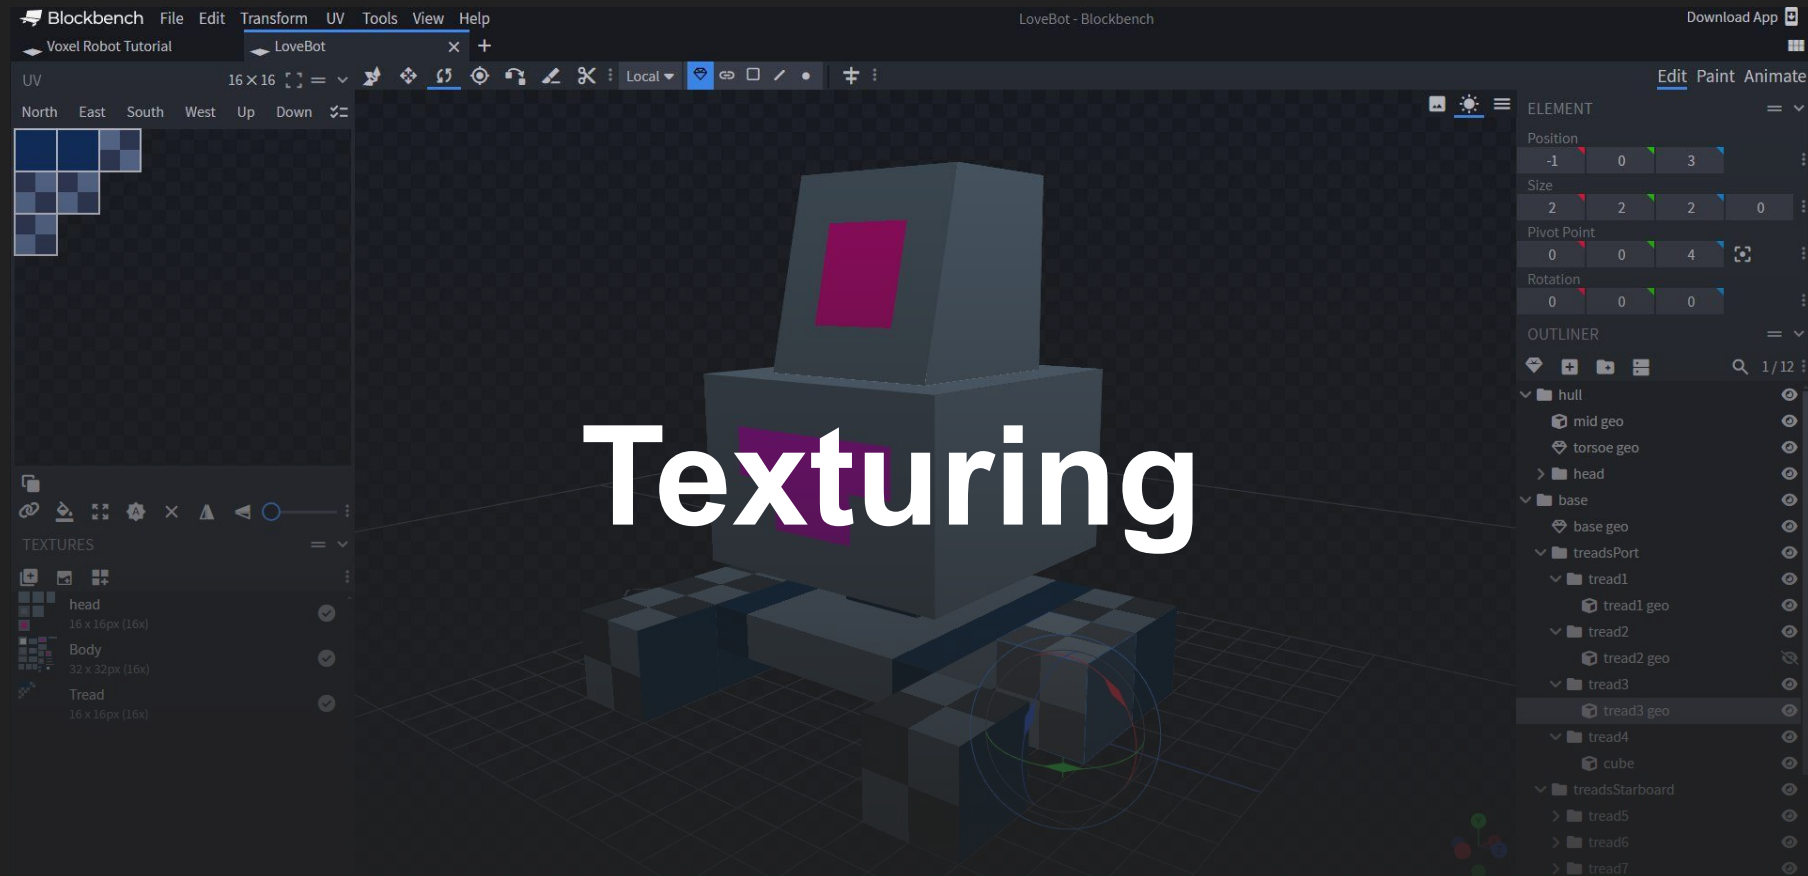 Blockbench File Edit Transform UV Tools View Help
LoveBot - Blockbench
Download App
Voxel Robot Tutorial
LoveBot
UV
16×16
Local
Edit Paint Animate
North East South West Up Down
ELEMENT
Position
-1 0 3
Size
2 2 2 0
Pivot Point
0 0 4
Rotation
0 0 0
OUTLINER
1/12
hull
mid geo
torsoe geo
head
base
base geo
treadsPort
tread1
tread1 geo
tread2
tread2 geo
tread3
tread3 geo
tread4
cube
treadsStarboard
tread5
tread6
tread7
Texturing
TEXTURES
head
16 x 16px (16x)
Body
32 x 32px (16x)
Tread
16 x 16px (16x)